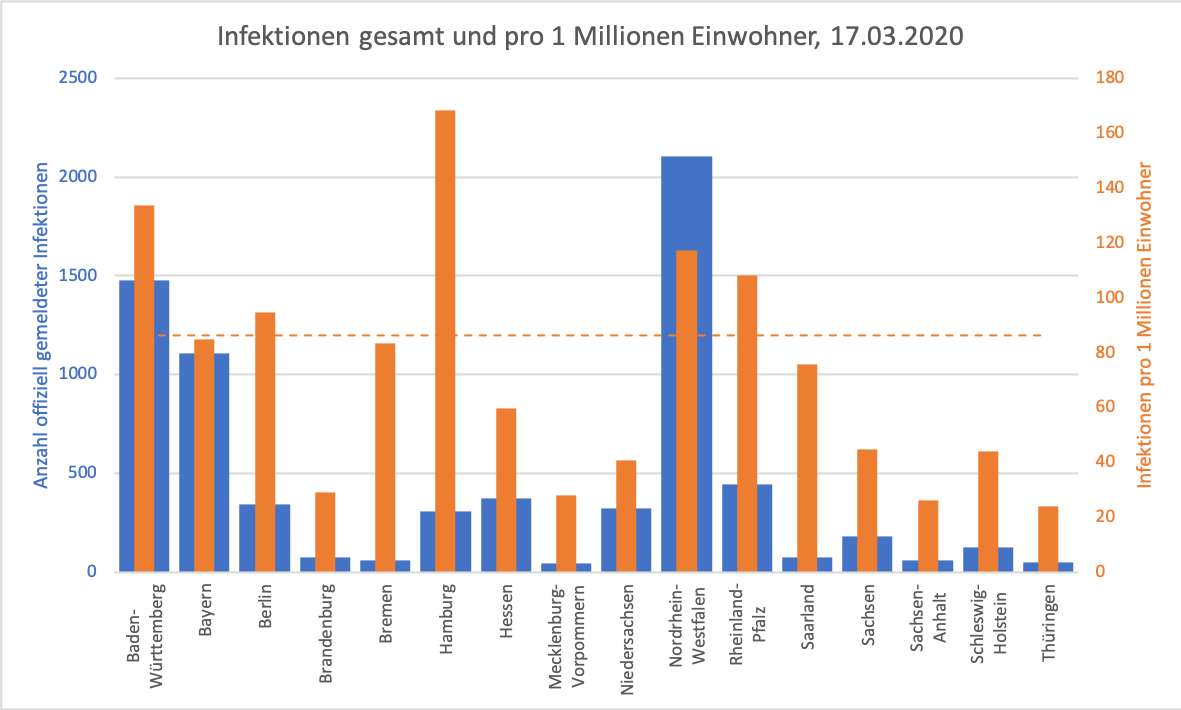 Infektionen gesamt und pro 1 Millionen Einwohner, 17.03.2020
Anzahl offiziell gemeldeter Infektionen
2500
2000
1500
1000
500
0
180
160
140
120
100
80
60
40
20
0
Infektionen pro 1 Millionen Einwohner
Baden-
Württemberg
Bayern
Berlin
Brandenburg
Bremen
Hamburg
Hessen
Mecklenburg-
Vorpommern
Niedersachsen
Nordrhein-
Westfalen
Rheinland-
Pfalz
Saarland
Sachsen
Sachsen-
Anhalt
Schleswig-
Holstein
Thüringen